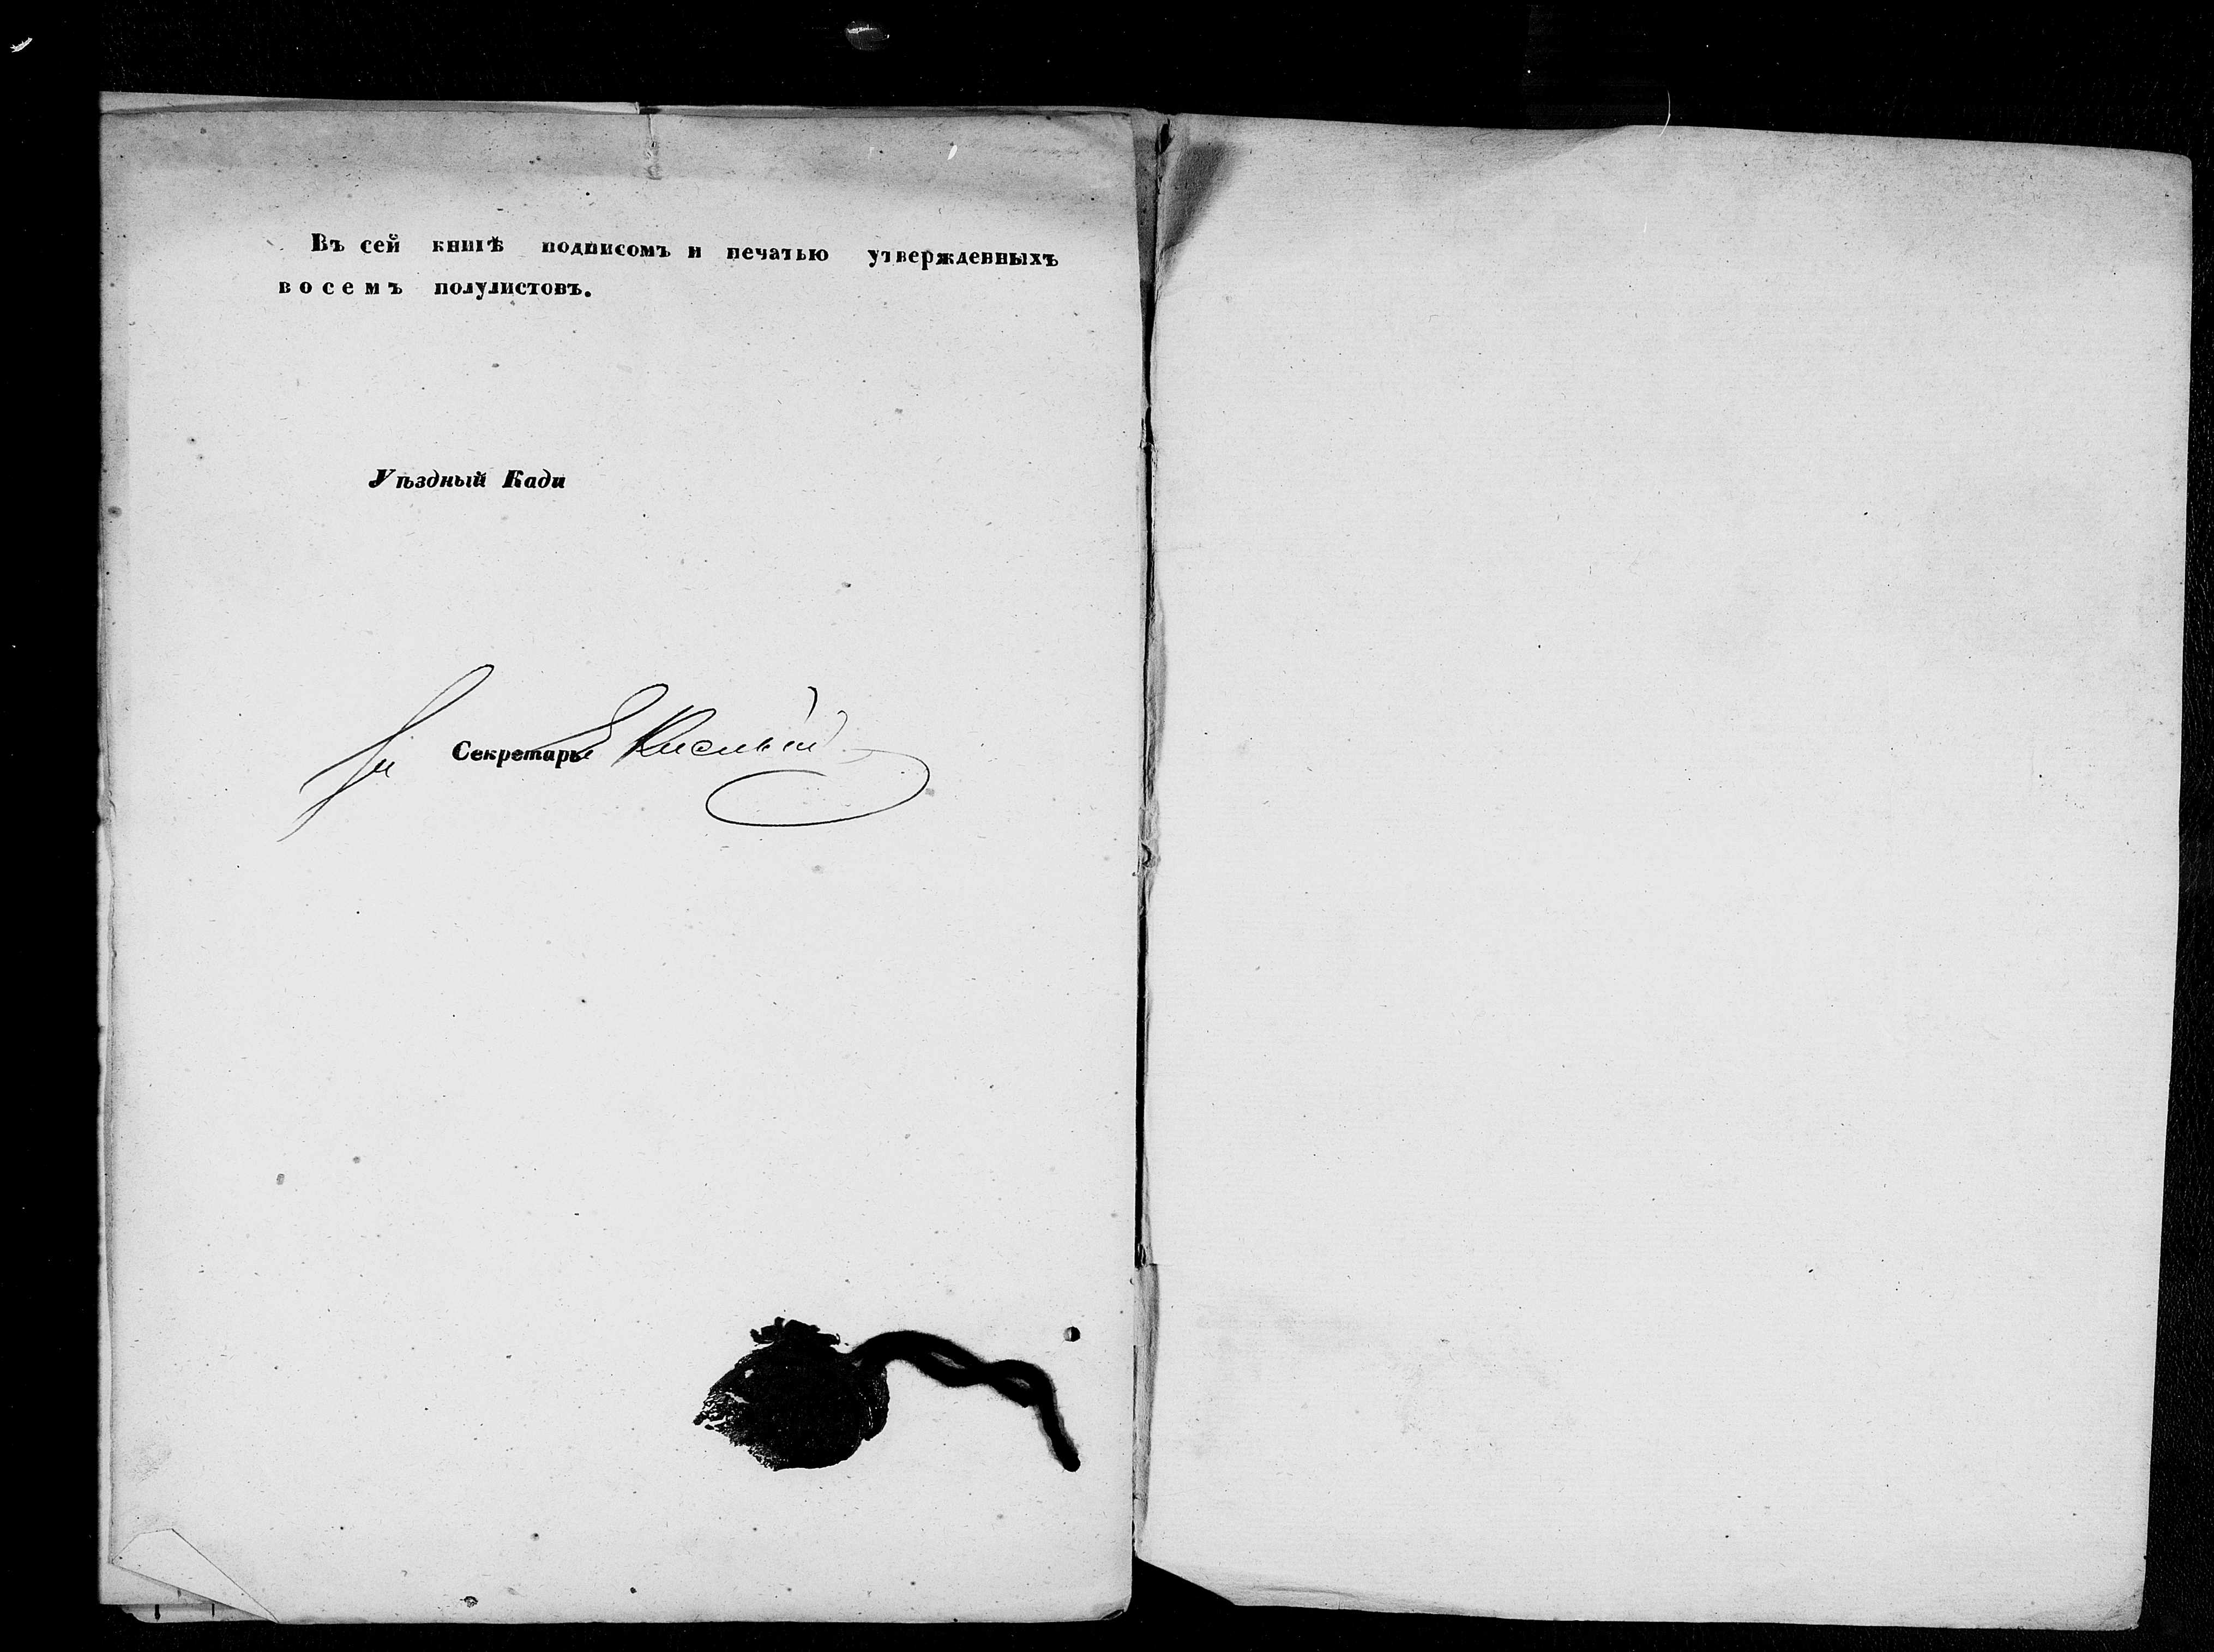 Въ сей книгѣ подписомъ и печатью утвержденныхъ
восемъ полулистовъ.
Уѣздный Кади
Секретарь